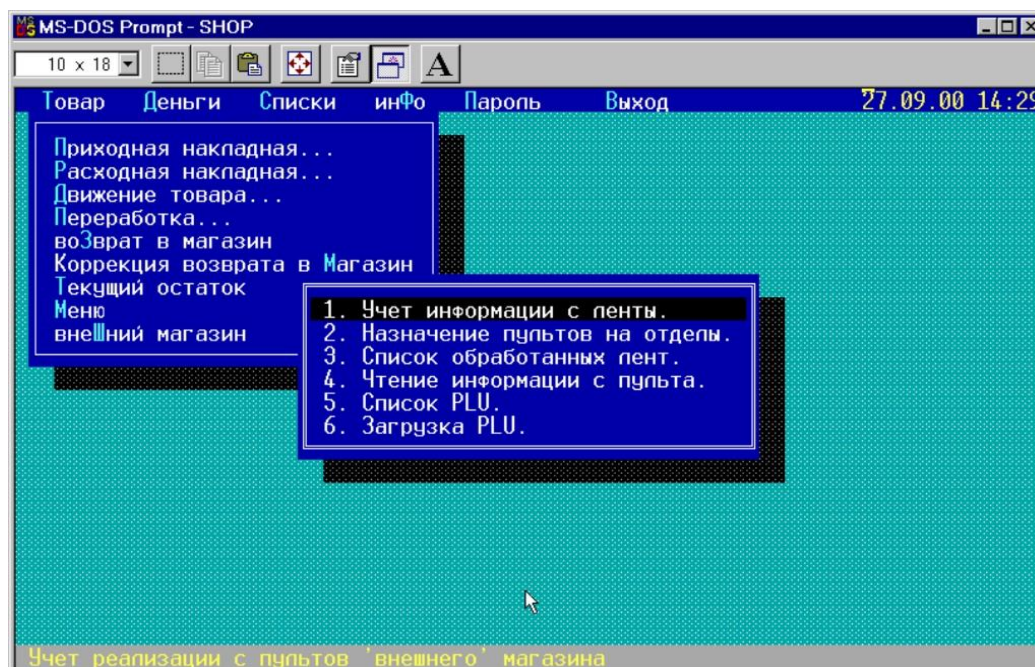 MS-DOS Prompt - SHOP
10 x 18 A
Товар Деньги Списки инФо Пароль Выход 27.09.00 14:29
Приходная накладная...
Расходная накладная...
Движение товара...
Переработка...
воЗврат в магазин
Коррекция возврата в Магазин
Текущий остаток
Меню
внеШний магазин
1. Учет информации с ленты.
2. Назначение пультов на отделы.
3. Список обработанных лент.
4. Чтение информации с пульта.
5. Список PLU.
6. Загрузка PLU.
Учет реализации с пультов 'внешнего' магазина